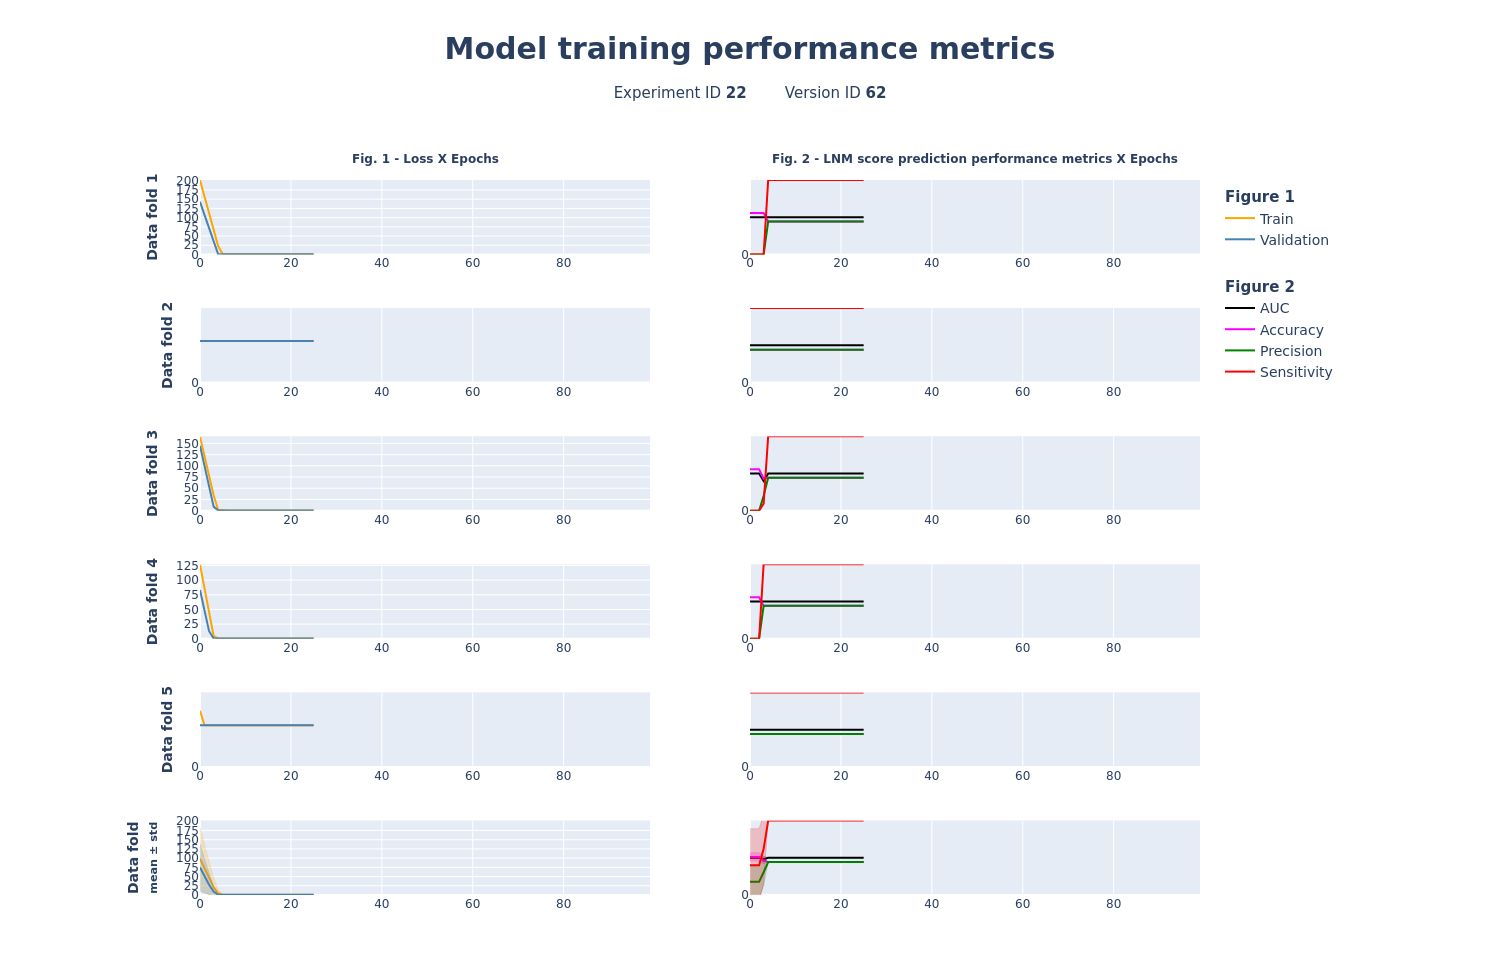 Model training performance metrics
Experiment ID 22 Version ID 62
Fig. 1 - Loss X Epochs
Fig. 2 - LNM score prediction performance metrics X Epochs
Data fold 1
200
175
150
125
100
75
50
25
0
0 20 40 60 80
0
0 20 40 60 80
Figure 1
Train
Validation
Figure 2
AUC
Accuracy
Precision
Sensitivity
Data fold 2
0
0 20 40 60 80
0
0 20 40 60 80
Data fold 3
150
125
100
75
50
25
0
0 20 40 60 80
0
0 20 40 60 80
Data fold 4
125
100
75
50
25
0
0 20 40 60 80
0
0 20 40 60 80
Data fold 5
0
0 20 40 60 80
0
0 20 40 60 80
Data fold
mean ± std
200
175
150
125
100
75
50
25
0
0 20 40 60 80
0
0 20 40 60 80